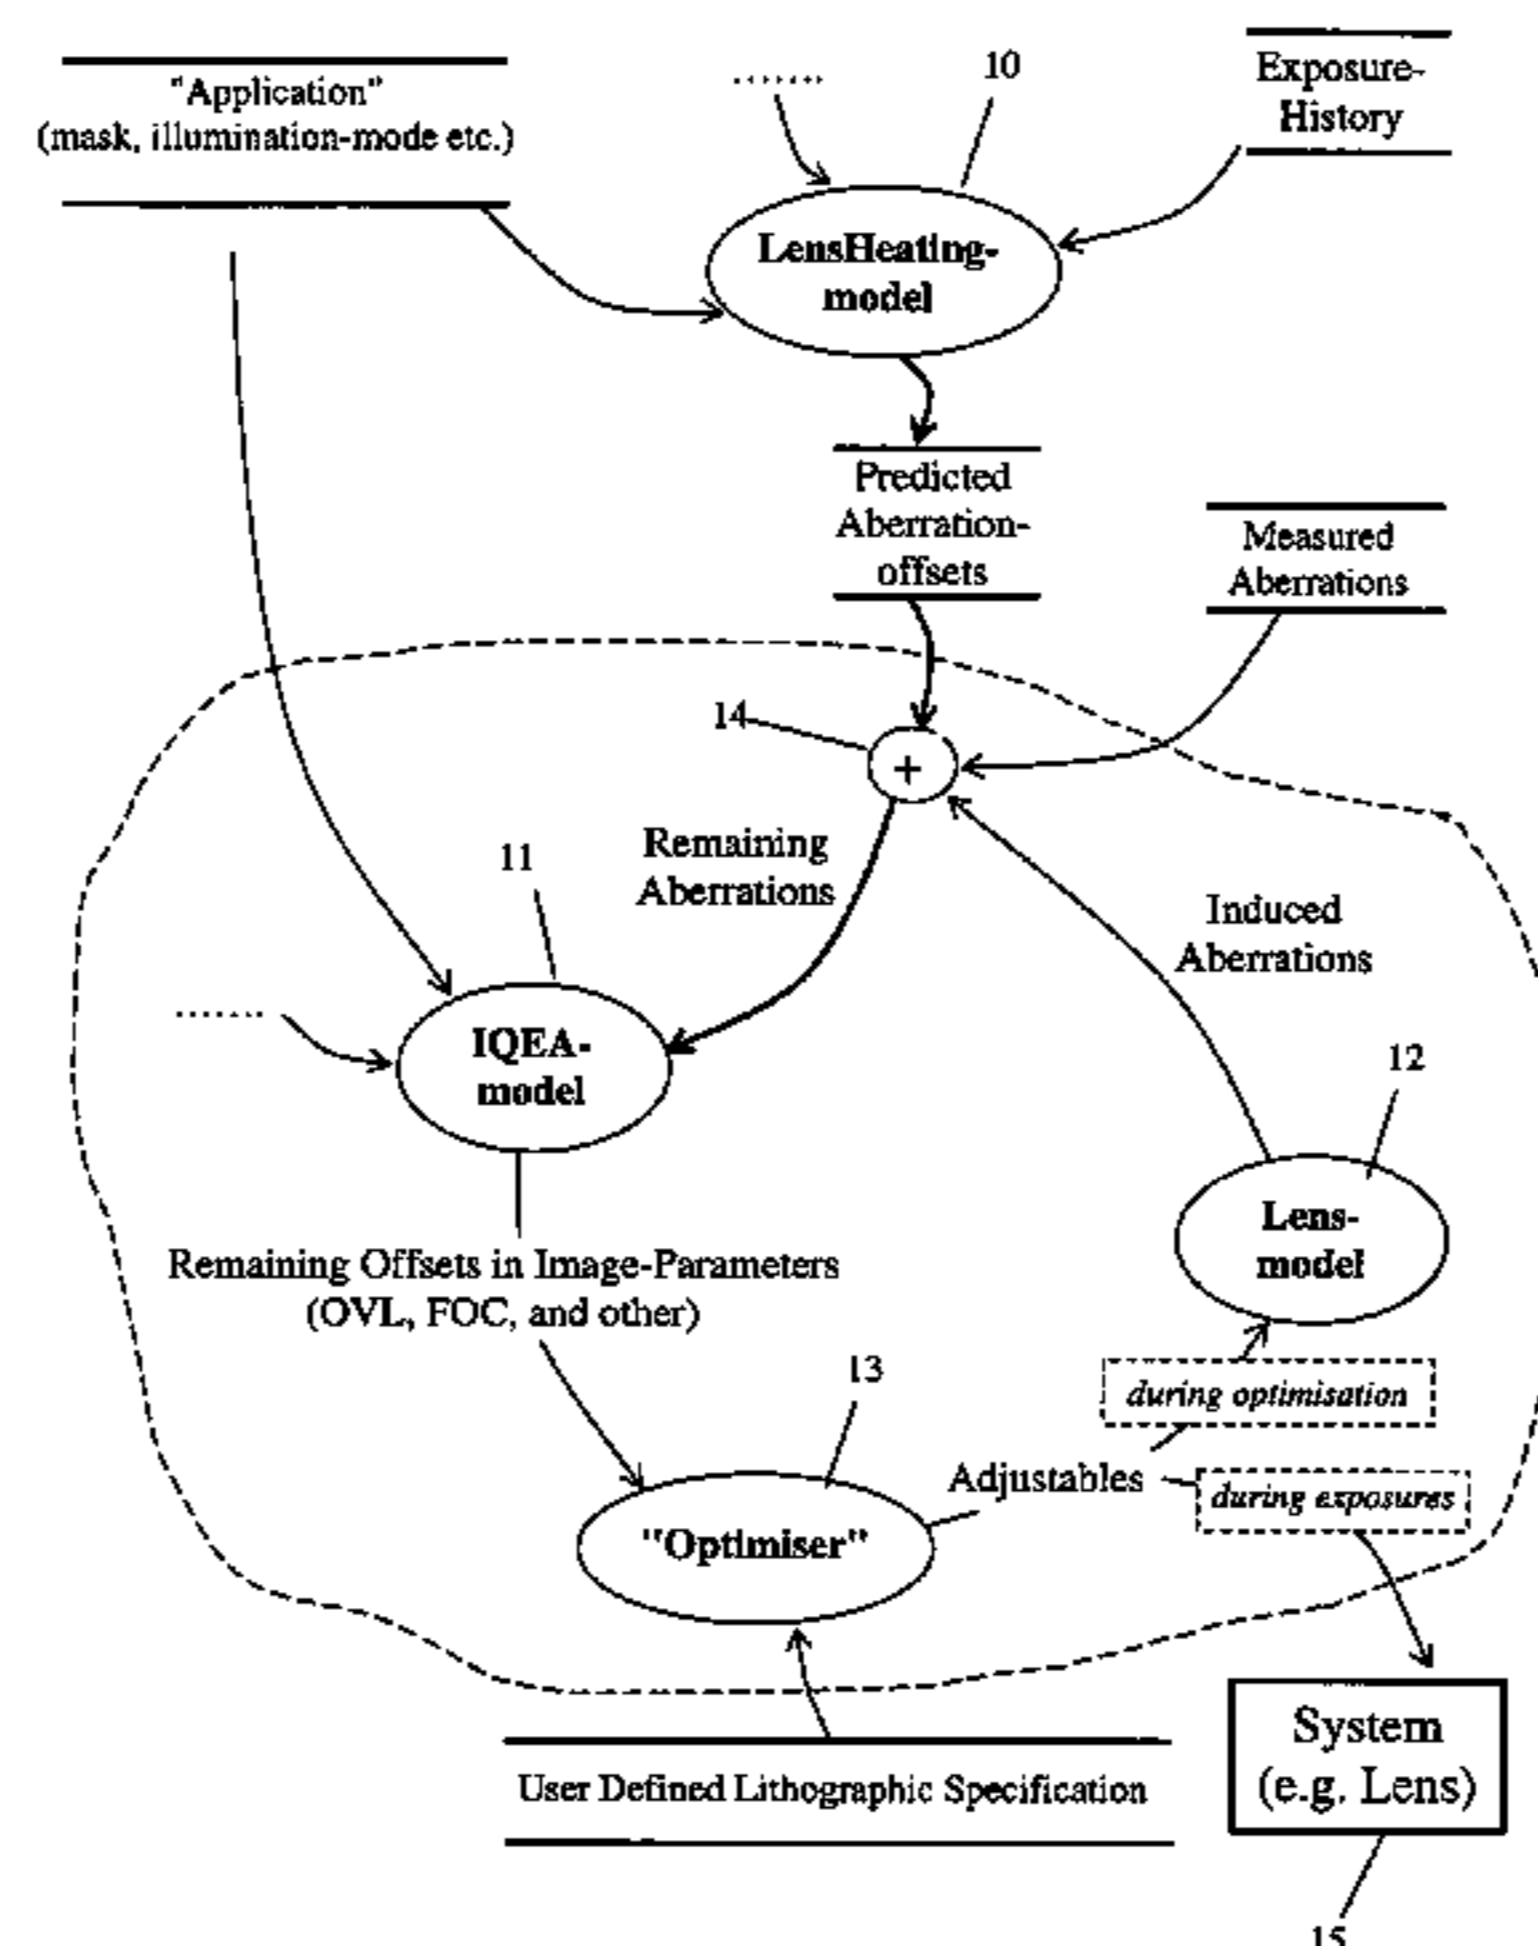 "Application"
(mask, illumination-mode etc.)
10
Exposure-
History
LensHeating-
model
Predicted
Aberration-
offsets
Measured
Aberrations
14
+
Remaining
Aberrations
11
Induced
Aberrations
IQEA-
model
12
Lens-
model
Remaining Offsets in Image-Parameters
(OVL, FOC, and other)
13
during optimisation
Adjustables
during exposures
"Optimiser"
System
(e.g. Lens)
User Defined Lithographic Specification
15